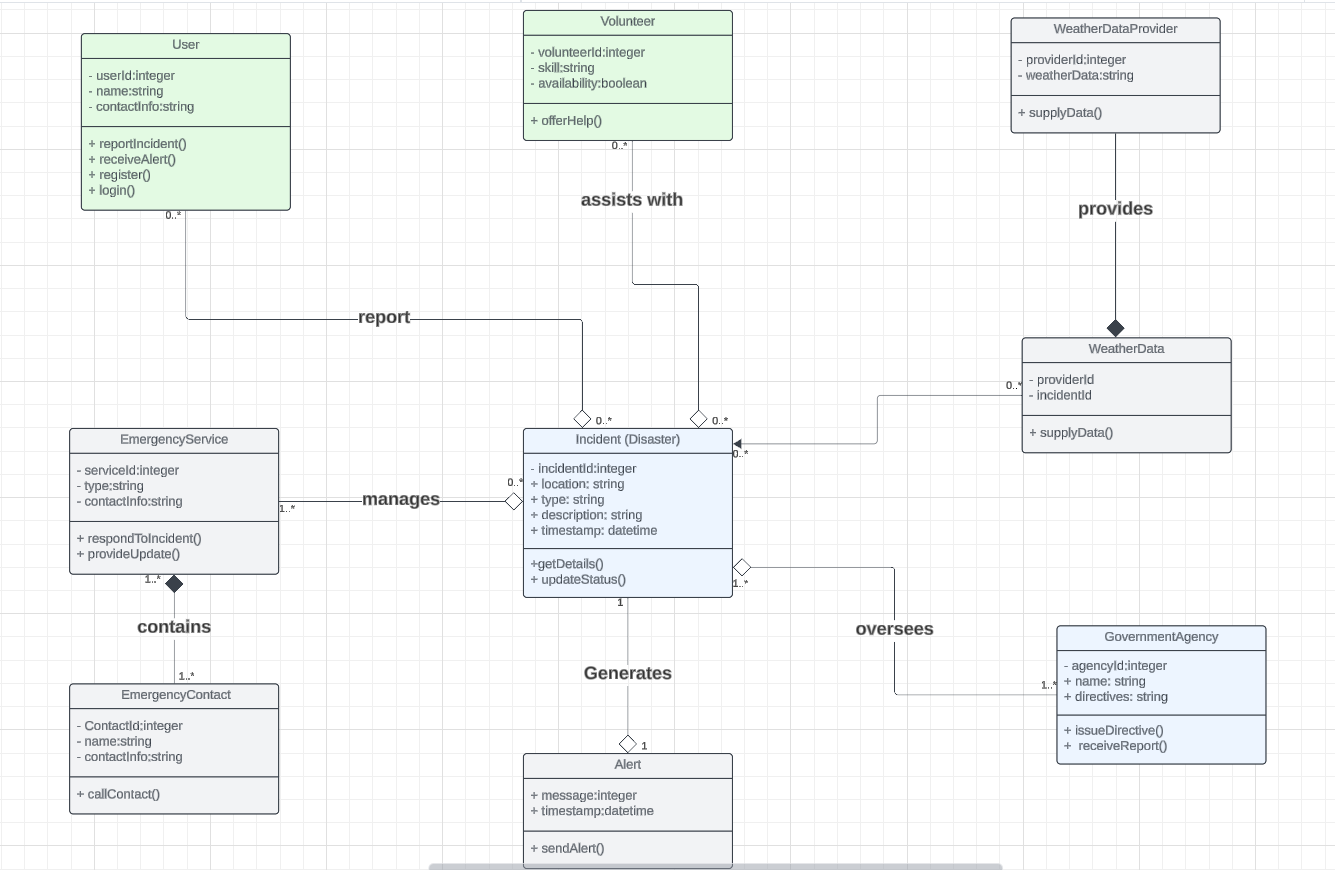 User
- userId:integer
- name:string
- contactInfo:string
+ reportIncident()
+ receiveAlert()
+ register()
+ login()
0..*
Volunteer
- volunteerId:integer
- skill:string
- availability:boolean
+ offerHelp()
0..*
WeatherDataProvider
- providerId:integer
- weatherData:string
+ supplyData()
assists with
provides
report
WeatherData
- providerId
- incidentId
+ supplyData()
0..*
0..*
0..*
0..*
EmergencyService
- serviceId:integer
- type:string
- contactInfo:string
+ respondToIncident()
+ provideUpdate()
1..*
manages
0..*
1..*
Incident (Disaster)
- incidentId:integer
+ location: string
+ type: string
+ description: string
+ timestamp: datetime
+getDetails()
+ updateStatus()
1..*
1
contains
Generates
oversees
1..*
1..*
GovernmentAgency
- agencyId:integer
+ name: string
+ directives: string
+ issueDirective()
+ receiveReport()
EmergencyContact
- ContactId:integer
- name:string
- contactInfo:string
+ callContact()
1
Alert
+ message:integer
+ timestamp:datetime
+ sendAlert()